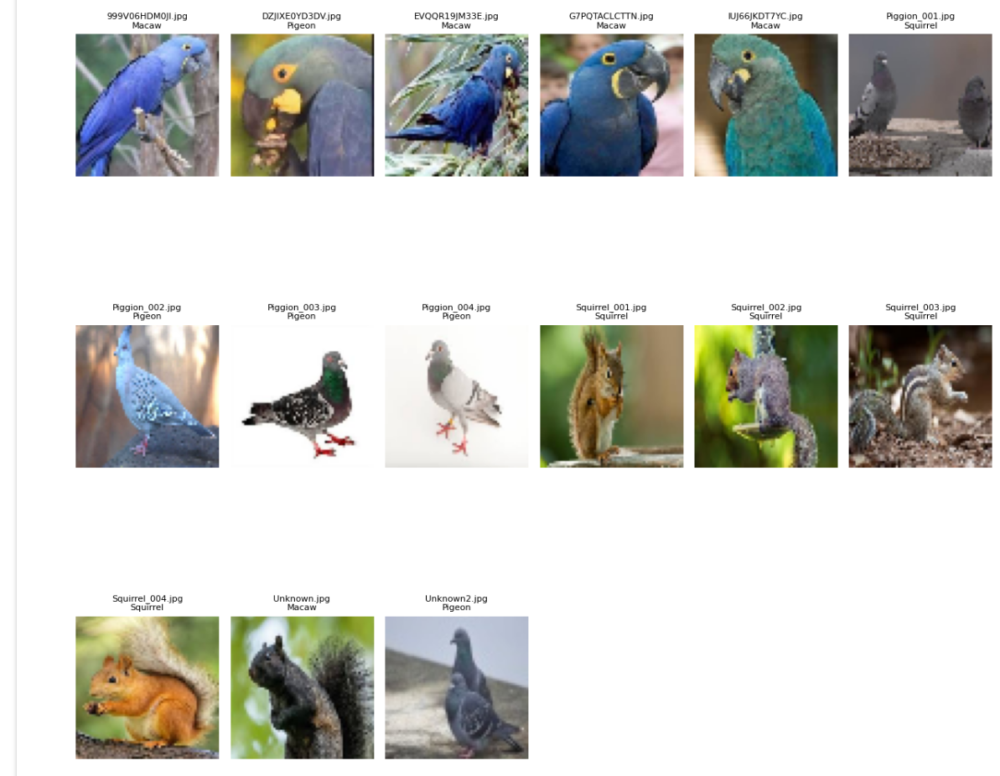 999V06HDM0JI.jpg
Macaw
DZJIXE0YD3DV.jpg
Pigeon
EVQQR19JM33E.jpg
Macaw
G7PQTACLCTTN.jpg
Macaw
IUJ66JKDT7YC.jpg
Macaw
Piggion_001.jpg
Squirrel
Piggion_002.jpg
Pigeon
Piggion_003.jpg
Pigeon
Piggion_004.jpg
Pigeon
Squirrel_001.jpg
Squirrel
Squirrel_002.jpg
Squirrel
Squirrel_003.jpg
Squirrel
Squirrel_004.jpg
Squirrel
Unknown.jpg
Macaw
Unknown2.jpg
Pigeon